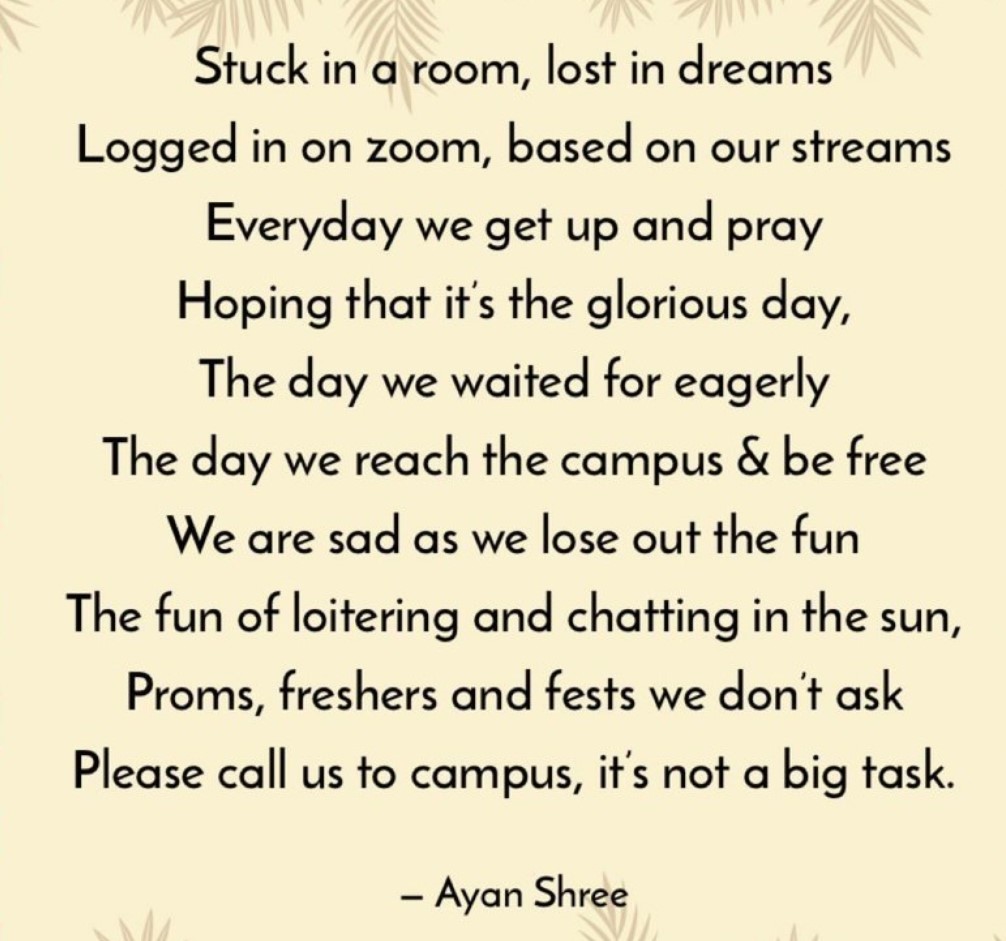 Stuck in a room, lost in dreams
Logged in on zoom, based on our streams
Everyday we get up and pray
Hoping that it's the glorious day,
The day we waited for eagerly
The day we reach the campus & be free
We are sad as we lose out the fun
The fun of loitering and chatting in the sun,
Proms, freshers and fests we don't ask
Please call us to campus, it's not a big task.
– Ayan Shree